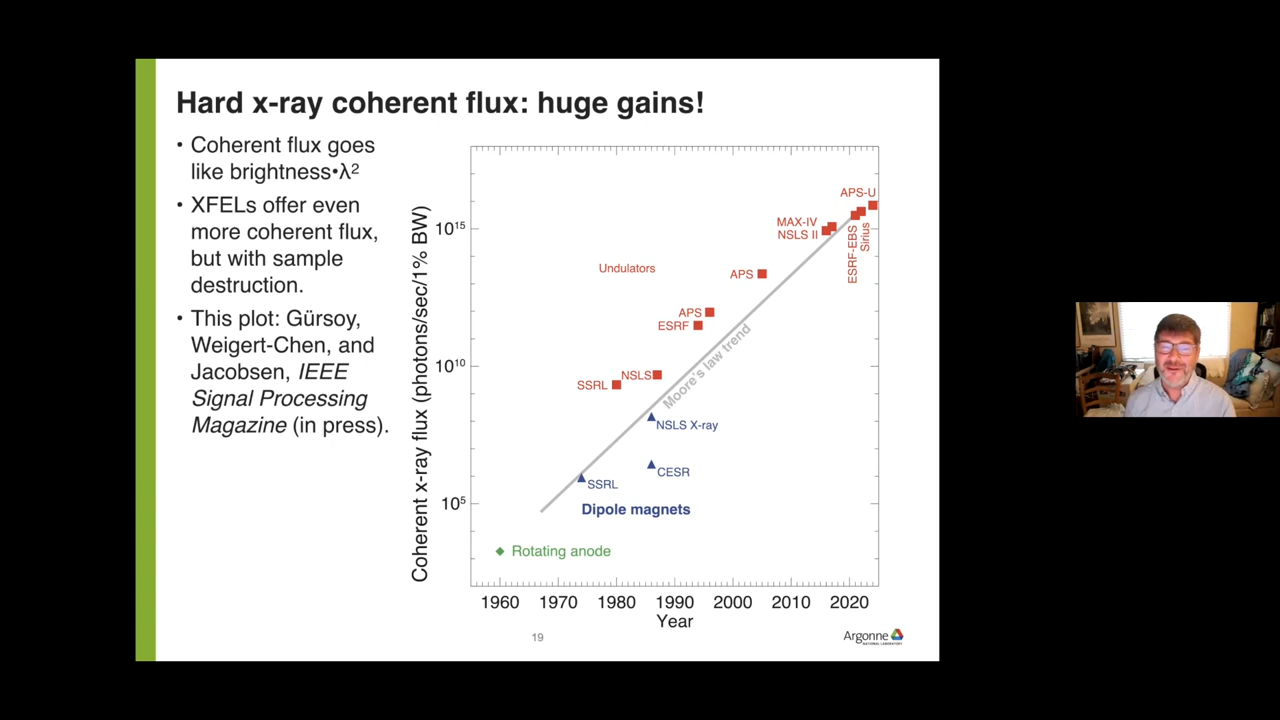 Hard x-ray coherent flux: huge gains!
• Coherent flux goes
like brightness•λ²
• XFELs offer even
more coherent flux,
but with sample
destruction.
• This plot: Gürsoy,
Weigert-Chen, and
Jacobsen, IEEE
Signal Processing
Magazine (in press).
Coherent x-ray flux (photons/sec/1% BW)
10¹⁵
10¹⁰
10⁵
APS-U
MAX-IV
NSLS II
ESRF-EBS
Sirius
Undulators
APS
APS
ESRF
Moore's law trend
NSLS
SSRL
NSLS X-ray
CESR
SSRL
Dipole magnets
Rotating anode
1960 1970 1980 1990 2000 2010 2020
Year
19
Argonne
NATIONAL LABORATORY